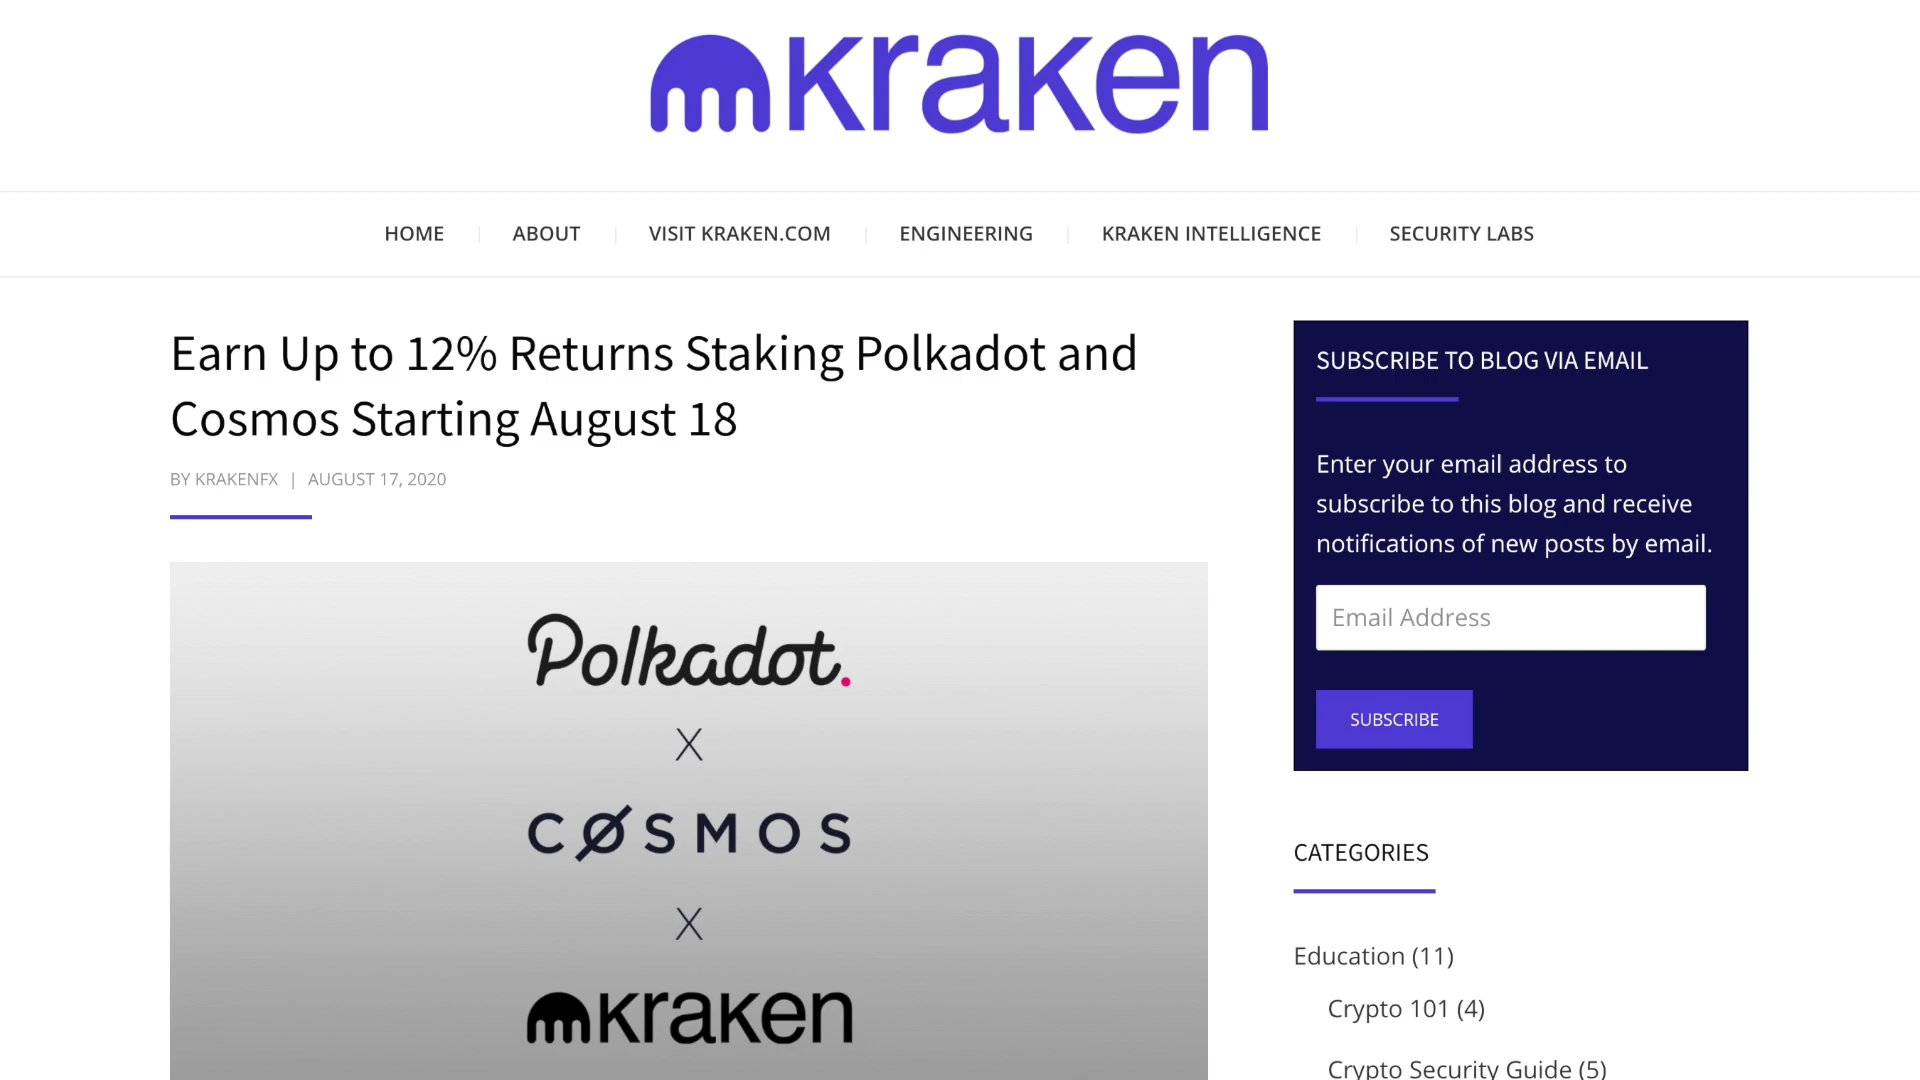 kraken
HOME
ABOUT
VISIT KRAKEN.COM
ENGINEERING
KRAKEN INTELLIGENCE
SECURITY LABS
Earn Up to 12% Returns Staking Polkadot and
Cosmos Starting August 18
BY KRAKENFX | AUGUST 17, 2020
Polkadot.
X
CØSMOS
X
kraken
SUBSCRIBE TO BLOG VIA EMAIL
Enter your email address to
subscribe to this blog and receive
notifications of new posts by email.
Email Address
SUBSCRIBE
CATEGORIES
Education (11)
Crypto 101 (4)
Crypto Security Guide (5)